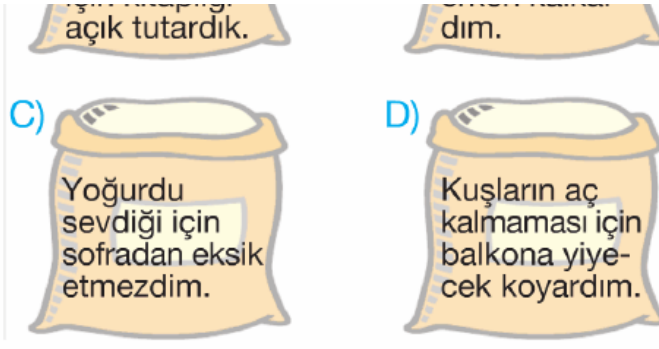 açık tutardık.
dım.
C)
Yoğurdu
sevdiği için
sofradan eksik
etmezdim.
D)
Kuşların aç
kalmaması için
balkona yiye-
cek koyardım.